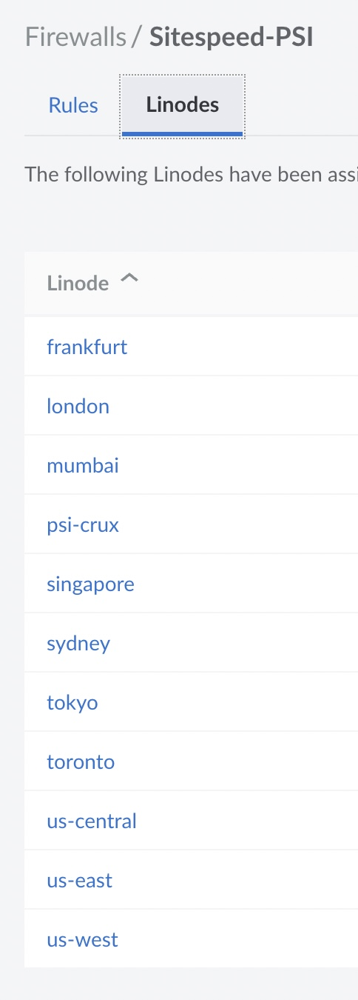 Firewalls / Sitespeed-PSI
Rules Linodes
The following Linodes have been assi
Linode
frankfurt
london
mumbai
psi-crux
singapore
sydney
tokyo
toronto
us-central
us-east
us-west